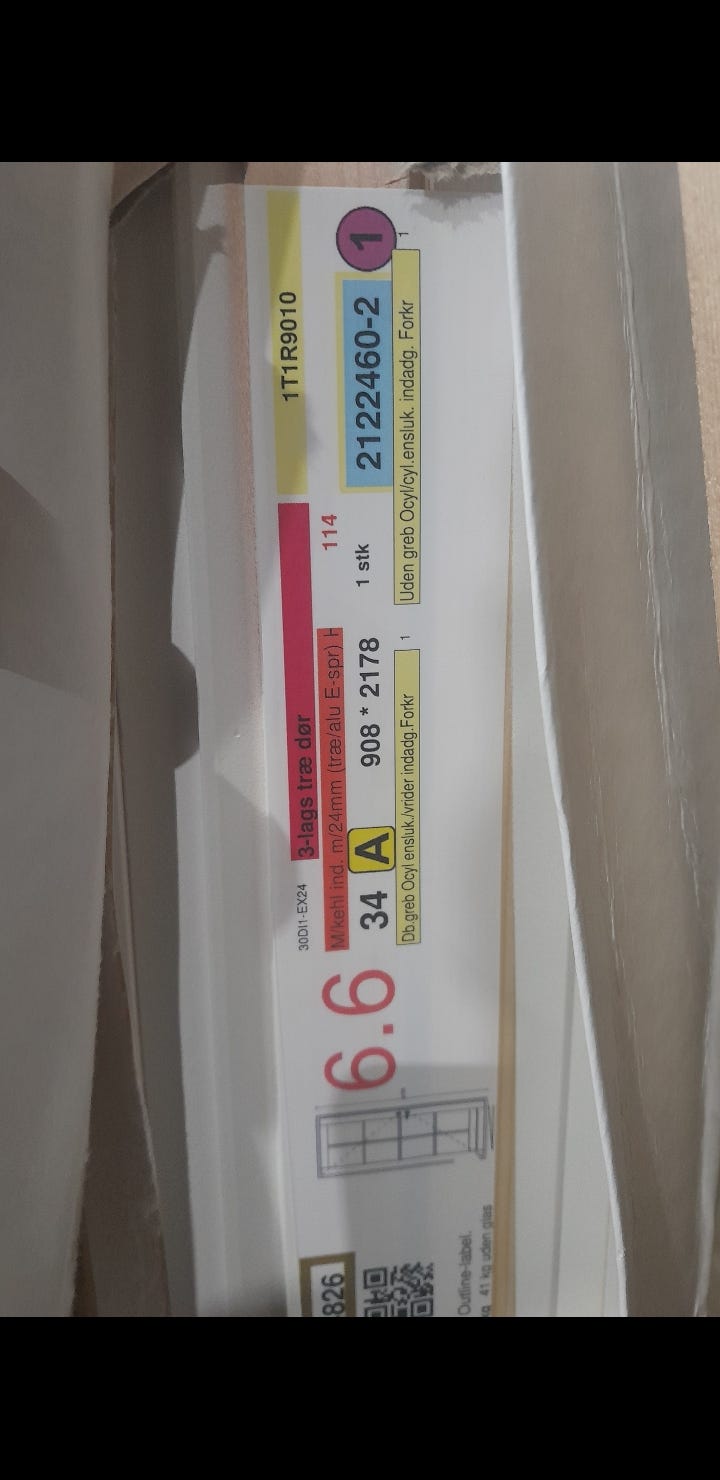 1T1R9010
30DI1-EX24 3-lags træ dør
M/kehl ind. m/24mm (træ/alu E-spr) H 114
6.6 34 A 908 * 2178 1 stk 2122460-2 1
Db.greb Ocyl ensluk./vrider indadg.Forkr 1 Uden greb Ocyl/cyl.ensluk. indadg. Forkr 1
826
Outline-label.
41 kg uden glas